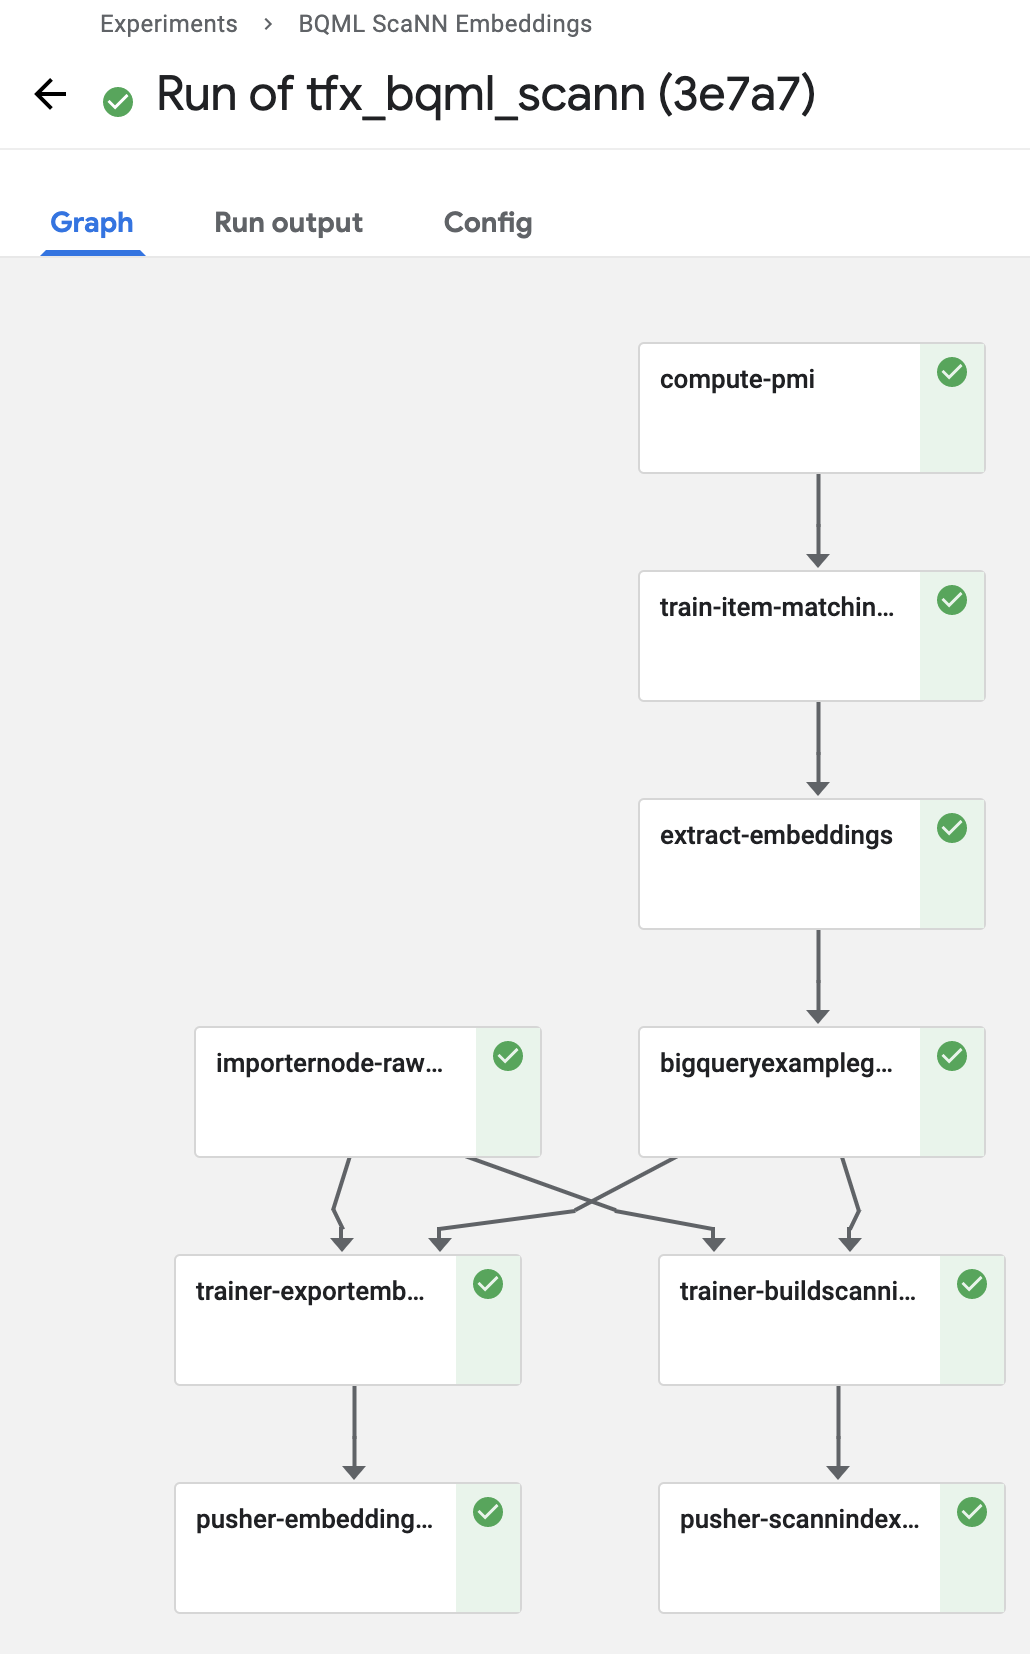 Experiments > BQML ScaNN Embeddings
Run of tfx_bqml_scann (3e7a7)
Graph Run output Config
compute-pmi
train-item-matchin...
extract-embeddings
importernode-raw... bigqueryexampleg...
trainer-exportemb... trainer-buildscanni...
pusher-embedding... pusher-scannindex...